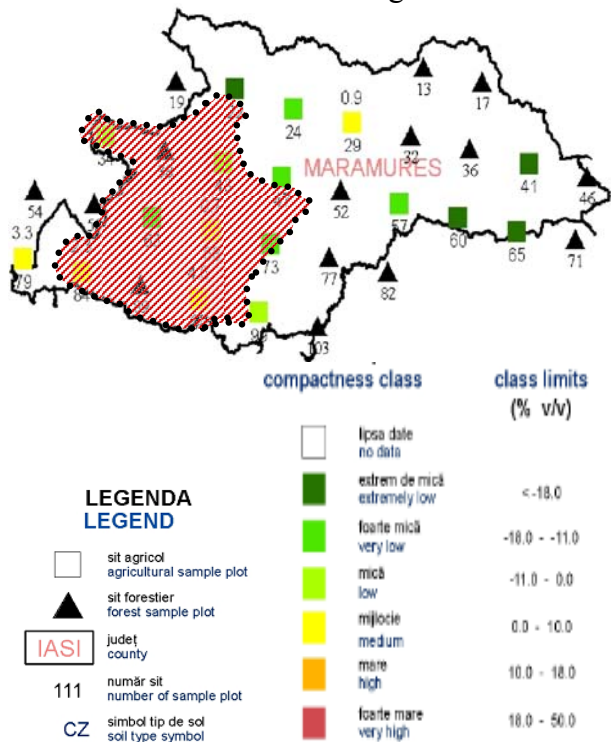 19
24
0.9
29
13
17
32
36
MARAMURES
41
46
54
52
57
60
65
3.3
79
73
77
82
71
84
103
compactness class
class limits
(% v/v)
lipsa date
no data
extrem de mică
extremely low
<-18.0
LEGENDA
LEGEND
foarte mică
very low
-18.0 - -11.0
sit agricol
agricultural sample plot
mică
low
-11.0 - 0.0
sit forestier
forest sample plot
mijlocie
medium
0.0 - 10.0
IASI
județ
county
mare
high
10.0 - 18.0
111
număr sit
number of sample plot
foarte mare
very high
18.0 - 50.0
CZ
simbol tip de sol
soil type symbol